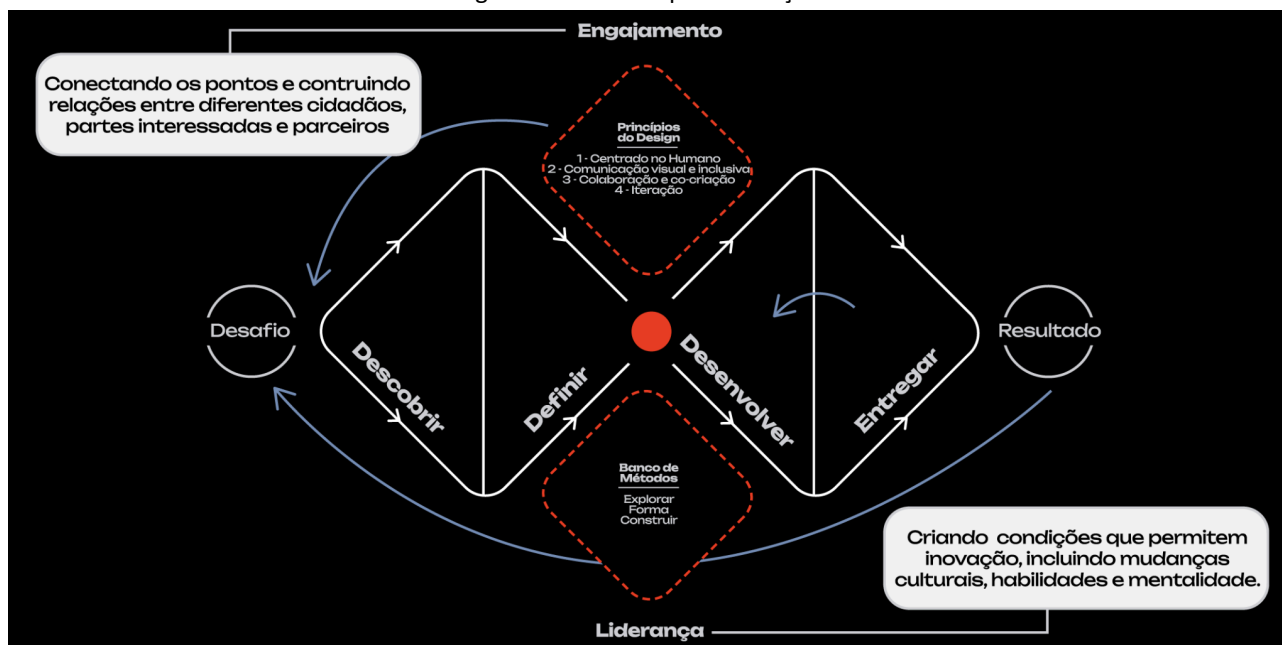 Engajamento
Conectando os pontos e contruindo
relações entre diferentes cidadãos,
partes interessadas e parceiros
Princípios
do Design
1 - Centrado no Humano
2 - Comunicação visual e inclusiva
3 - Colaboração e co-criação
4 - Iteração
Desafio
Descobrir
Definir
Desenvolver
Entregar
Resultado
Banco de
Métodos
Explorar
Forma
Construir
Criando condições que permitem
inovação, incluindo mudanças
culturais, habilidades e mentalidade.
Liderança